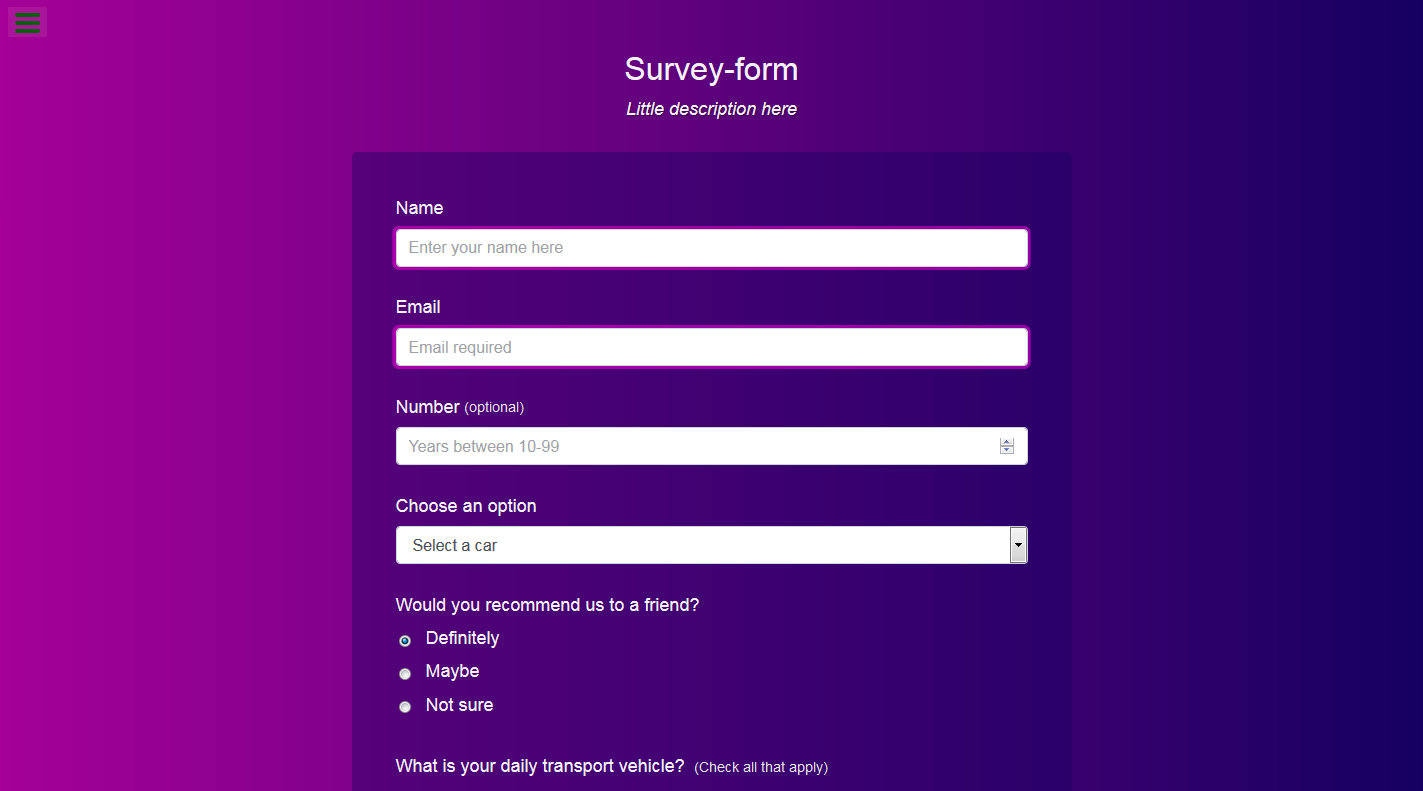 Survey-form
Little description here
Name
Enter your name here
Email
Email required
Number (optional)
Years between 10-99
Choose an option
Select a car
Would you recommend us to a friend?
Definitely
Maybe
Not sure
What is your daily transport vehicle? (Check all that apply)